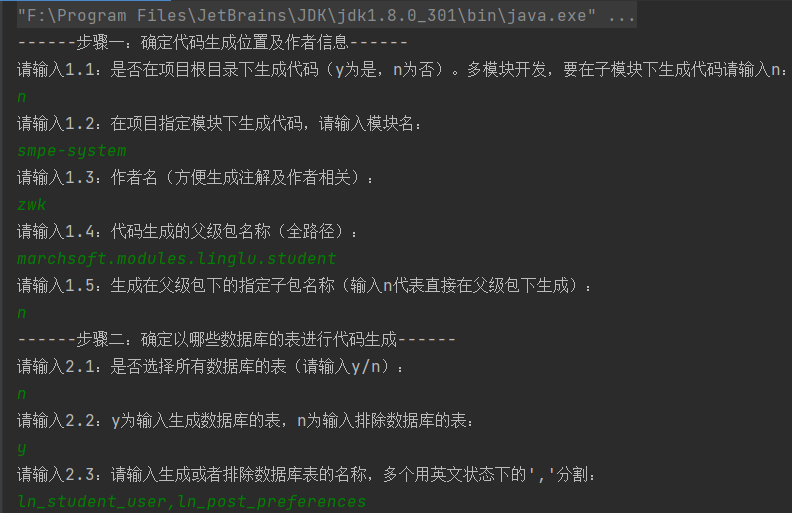 "F:\Program Files\JetBrains\JDK\jdk1.8.0_301\bin\java.exe" ...
------步骤一：确定代码生成位置及作者信息------
请输入1.1：是否在项目根目录下生成代码（y为是，n为否）。多模块开发，要在子模块下生成代码请输入n：
n
请输入1.2：在项目指定模块下生成代码，请输入模块名：
smpe-system
请输入1.3：作者名（方便生成注解及作者相关）：
zwk
请输入1.4：代码生成的父级包名称（全路径）：
marchsoft.modules.linglu.student
请输入1.5：生成在父级包下的指定子包名称（输入n代表直接在父级包下生成）：
n
------步骤二：确定以哪些数据库的表进行代码生成------
请输入2.1：是否选择所有数据库的表（请输入y/n）：
n
请输入2.2：y为输入生成数据库的表，n为输入排除数据库的表：
y
请输入2.3：请输入生成或者排除数据库表的名称，多个用英文状态下的','分割：
ln_student_user,ln_post_preferences